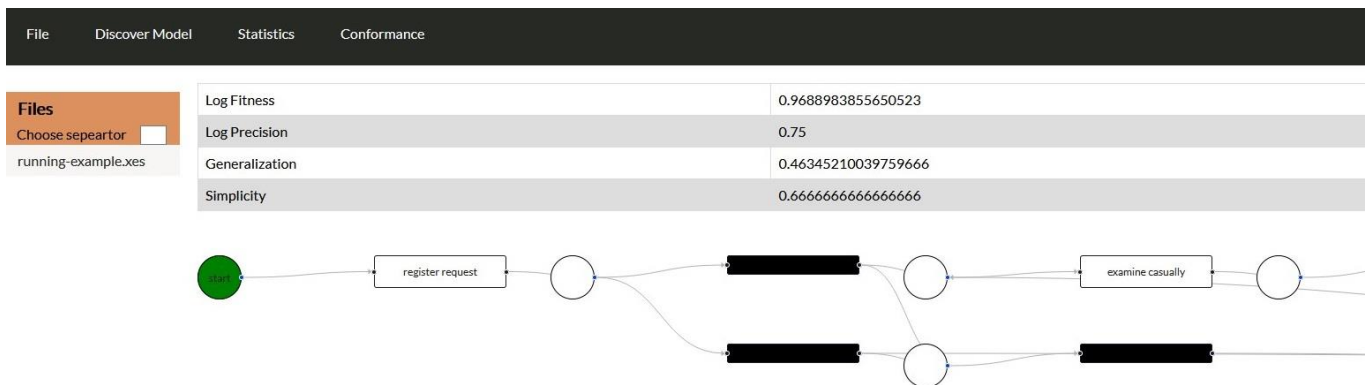 File Discover Model Statistics Conformance
Files
Choose sepeartor
running-example.xes
Log Fitness 0.9688983855650523
Log Precision 0.75
Generalization 0.46345210039759666
Simplicity 0.6666666666666666
start register request examine casually